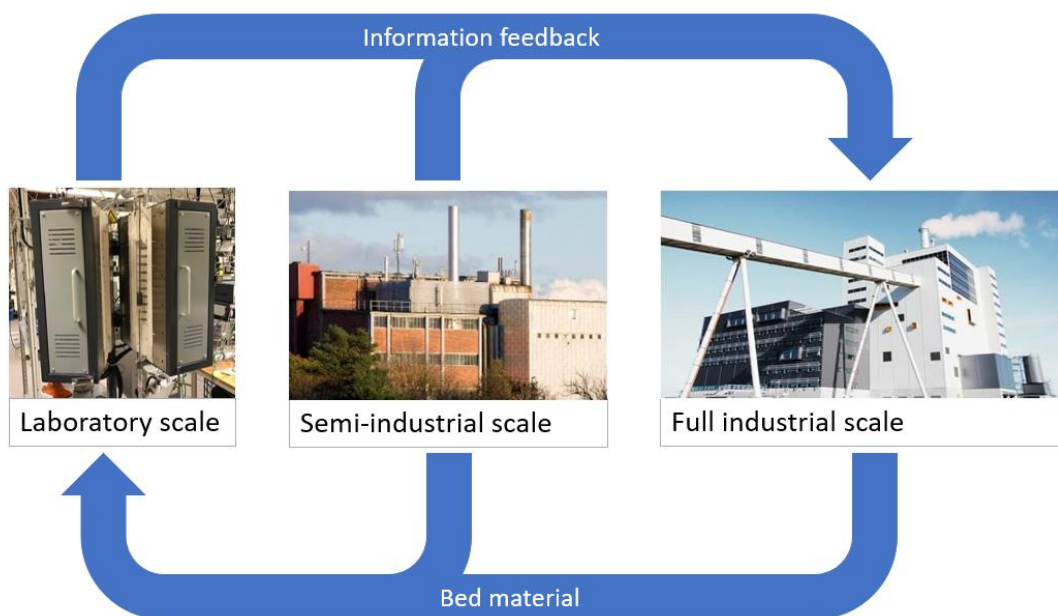 Information feedback
Laboratory scale
Semi-industrial scale
Full industrial scale
Bed material